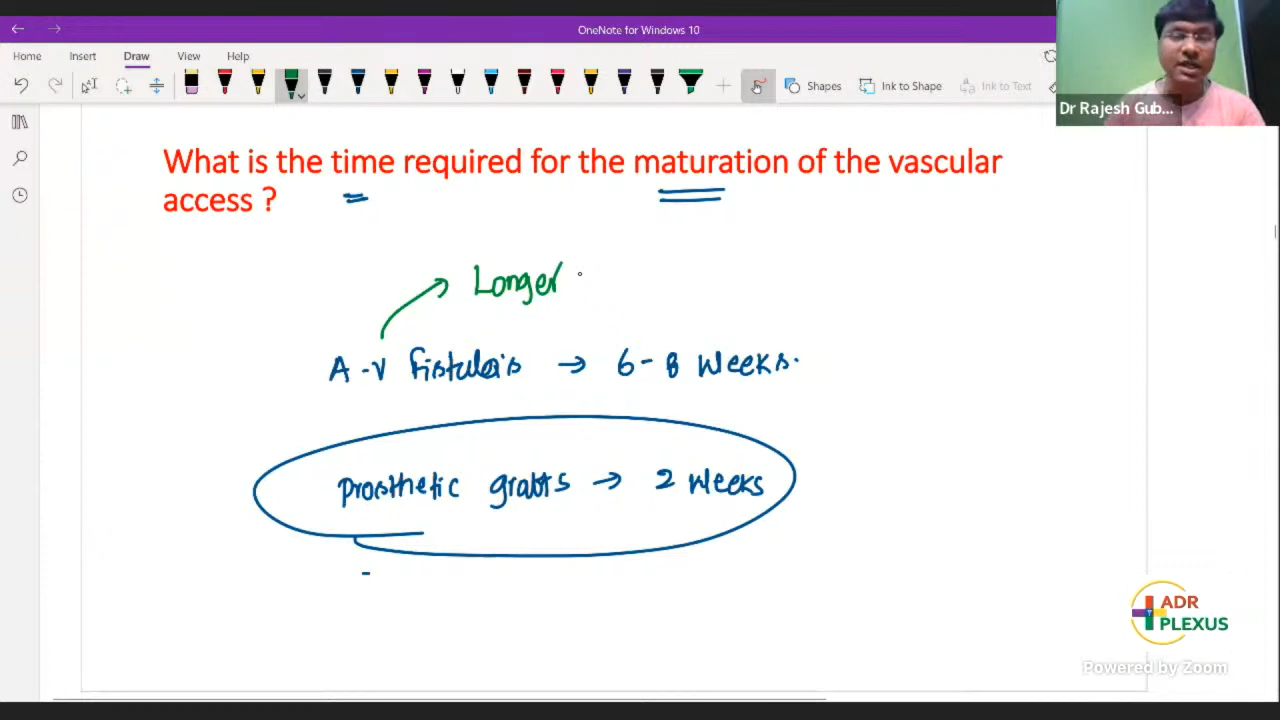 OneNote for Windows 10
Home Insert Draw View Help
Shapes Ink to Shape Ink to Text
Dr Rajesh Gub...
What is the time required for the maturation of the vascular
access ?
Longer
A-V fistula's → 6-8 weeks.
prosthetic grafts → 2 weeks
ADR
PLEXUS
Powered by Zoom